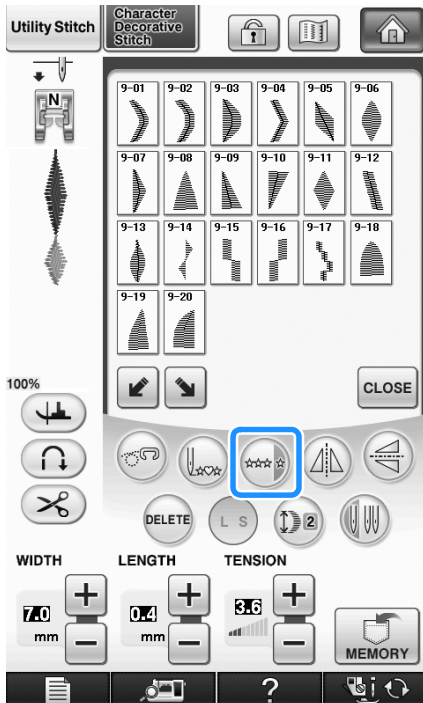 Utility Stitch
Character
Decorative
Stitch
N
9-01 9-02 9-03 9-04 9-05 9-06
9-07 9-08 9-09 9-10 9-11 9-12
9-13 9-14 9-15 9-16 9-17 9-18
9-19 9-20
100%
CLOSE
DELETE
L S
2
WIDTH LENGTH TENSION
7.0 0.4 3.6
mm mm
MEMORY
?
i